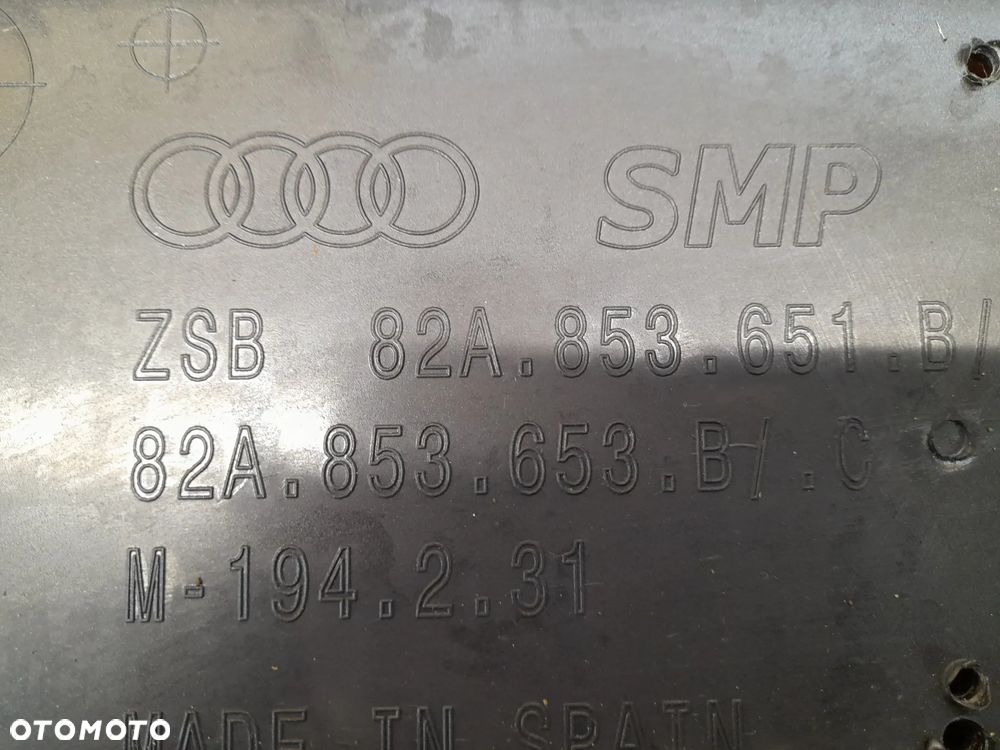 SMP
ZSB 82A.853.651.B/
82A.853.653.B/.C
M-194.2.31
MADE IN SPAIN
OTOMOTO